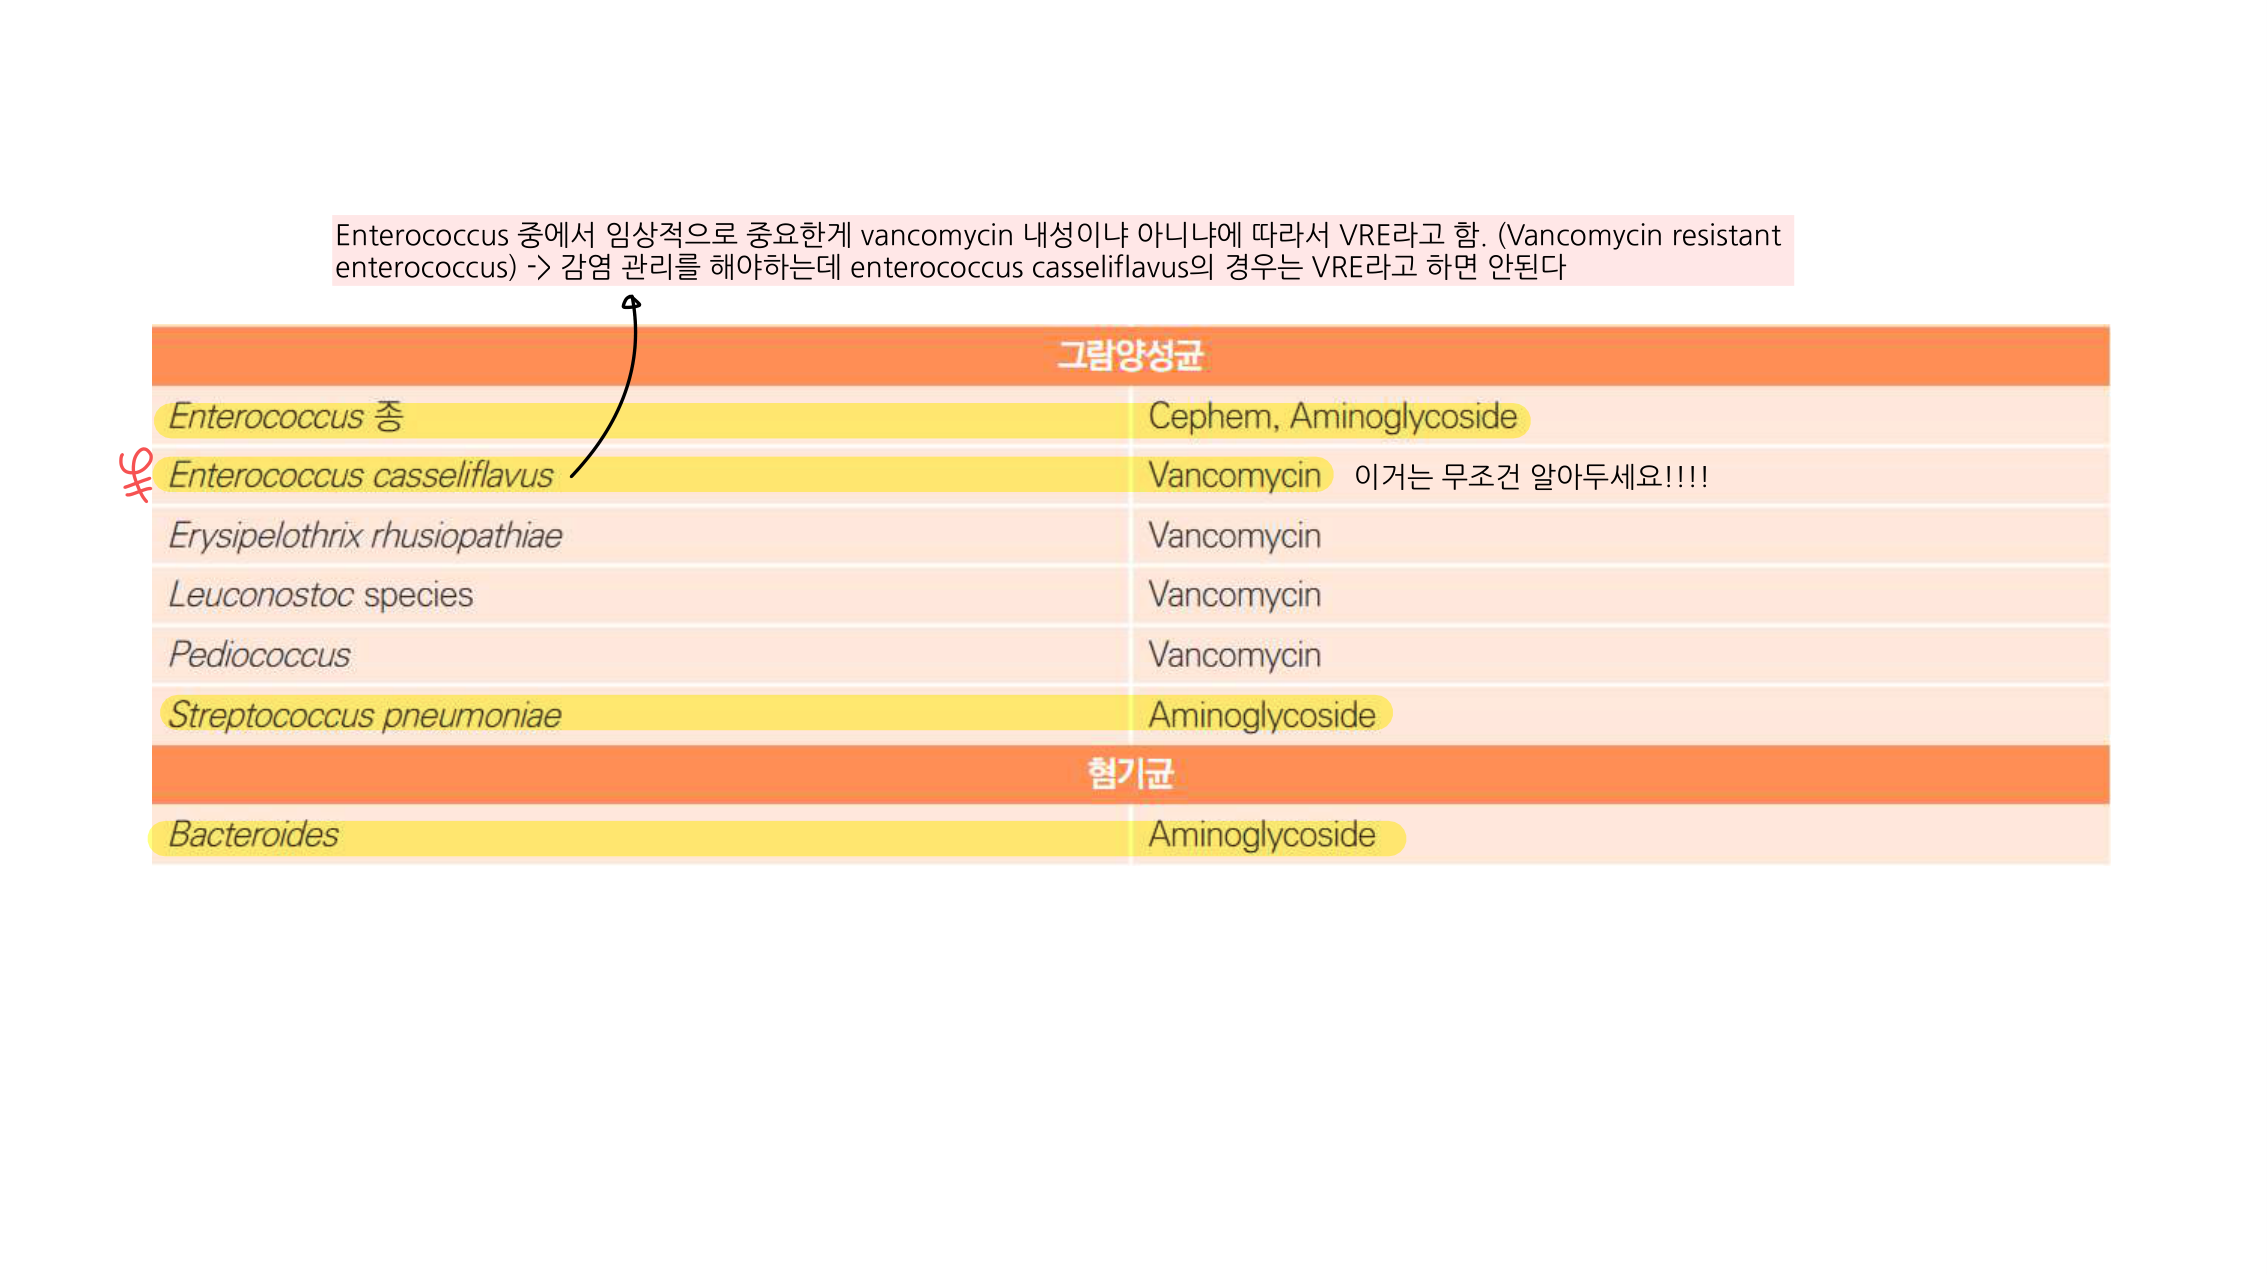 Enterococcus 중에서 임상적으로 중요한게 vancomycin 내성이냐 아니냐에 따라서 VRE라고 함. (Vancomycin resistant
enterococcus) -> 감염 관리를 해야하는데 enterococcus casseliflavus의 경우는 VRE라고 하면 안된다
그람양성균
Enterococcus 종 Cephem, Aminoglycoside
Enterococcus casseliflavus Vancomycin 이거는 무조건 알아두세요!!!!
Erysipelothrix rhusiopathiae Vancomycin
Leuconostoc species Vancomycin
Pediococcus Vancomycin
Streptococcus pneumoniae Aminoglycoside
혐기균
Bacteroides Aminoglycoside